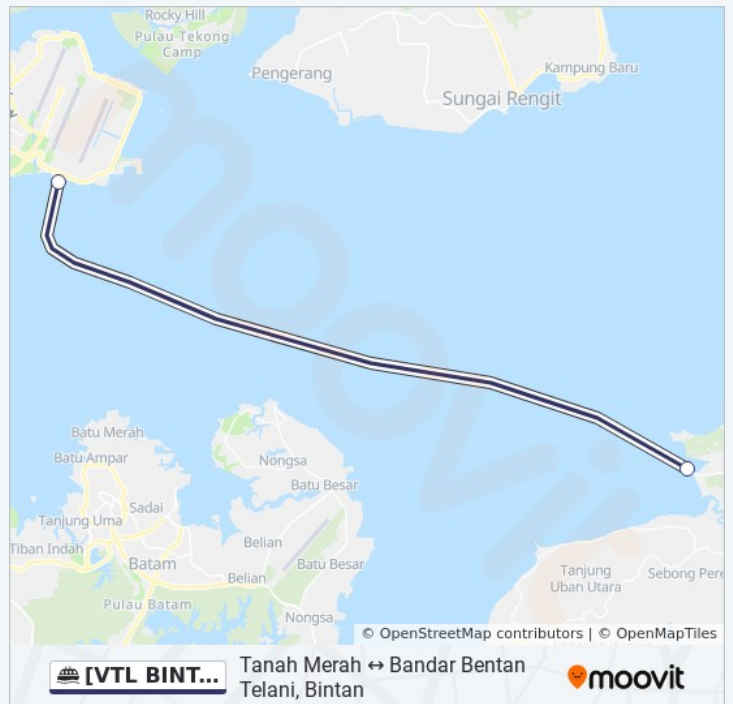 Rocky Hill
Pulau Tekong
Camp
Pengerang
Kampung Baru
Sungai Rengit
moovit
Batu Merah
Batu Ampar
Nongsa
Batu Besar
Sadai
Tanjung Uma
Tiban Indah
Belian
Batam
Batu Besar
Belian
Tanjung
Uban Utara
Sebong Pere
Pulau Batam
Nongsa
© OpenStreetMap contributors | © OpenMapTiles
[VTL BINT...
Tanah Merah ↔ Bandar Bentan
Telani, Bintan
moovit